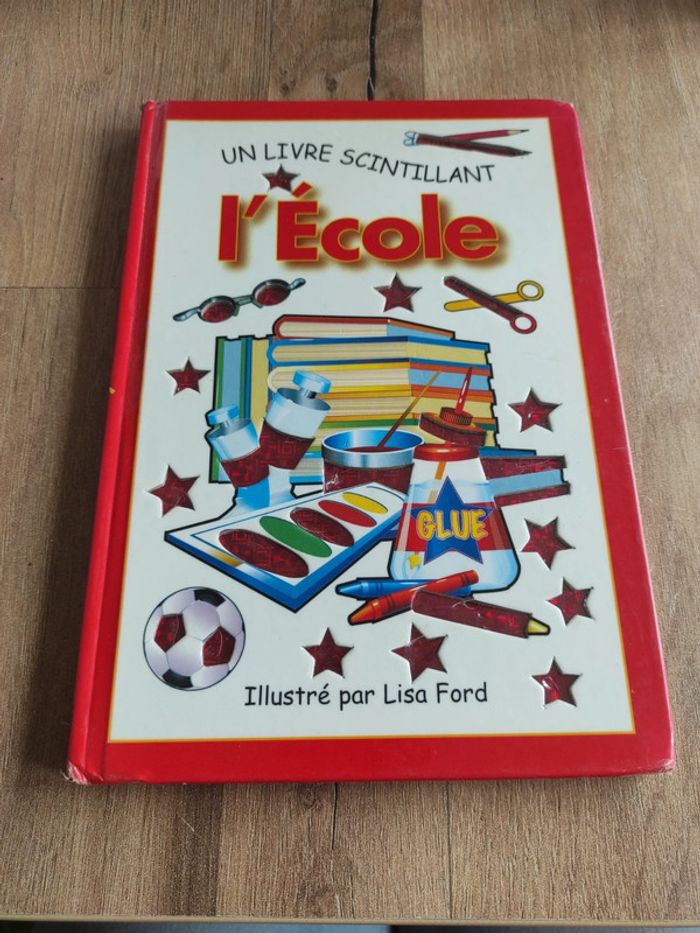 UN LIVRE SCINTILLANT
l'École
GLUE
Illustré par Lisa Ford